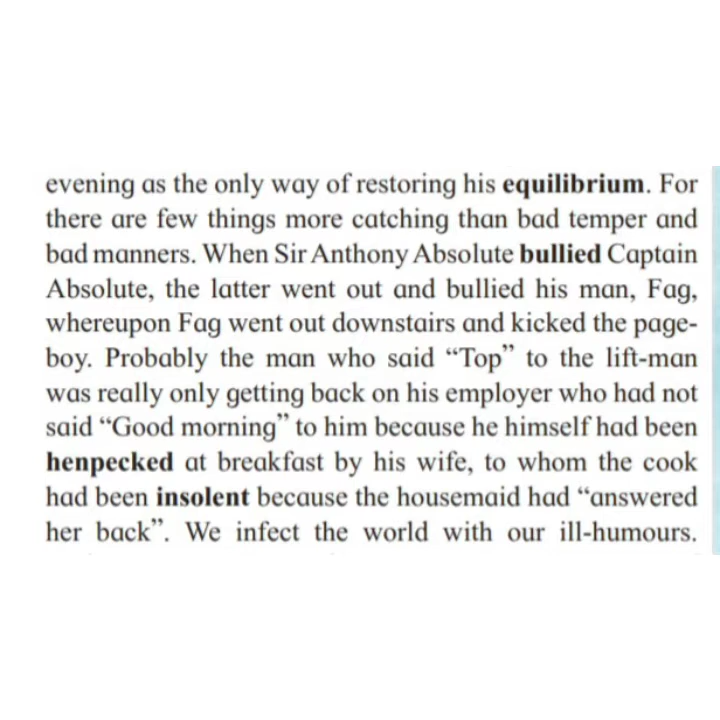 evening as the only way of restoring his equilibrium. For
there are few things more catching than bad temper and
bad manners. When Sir Anthony Absolute bullied Captain
Absolute, the latter went out and bullied his man, Fag,
whereupon Fag went out downstairs and kicked the page-
boy. Probably the man who said “Top” to the lift-man
was really only getting back on his employer who had not
said “Good morning” to him because he himself had been
henpecked at breakfast by his wife, to whom the cook
had been insolent because the housemaid had “answered
her back”. We infect the world with our ill-humours.